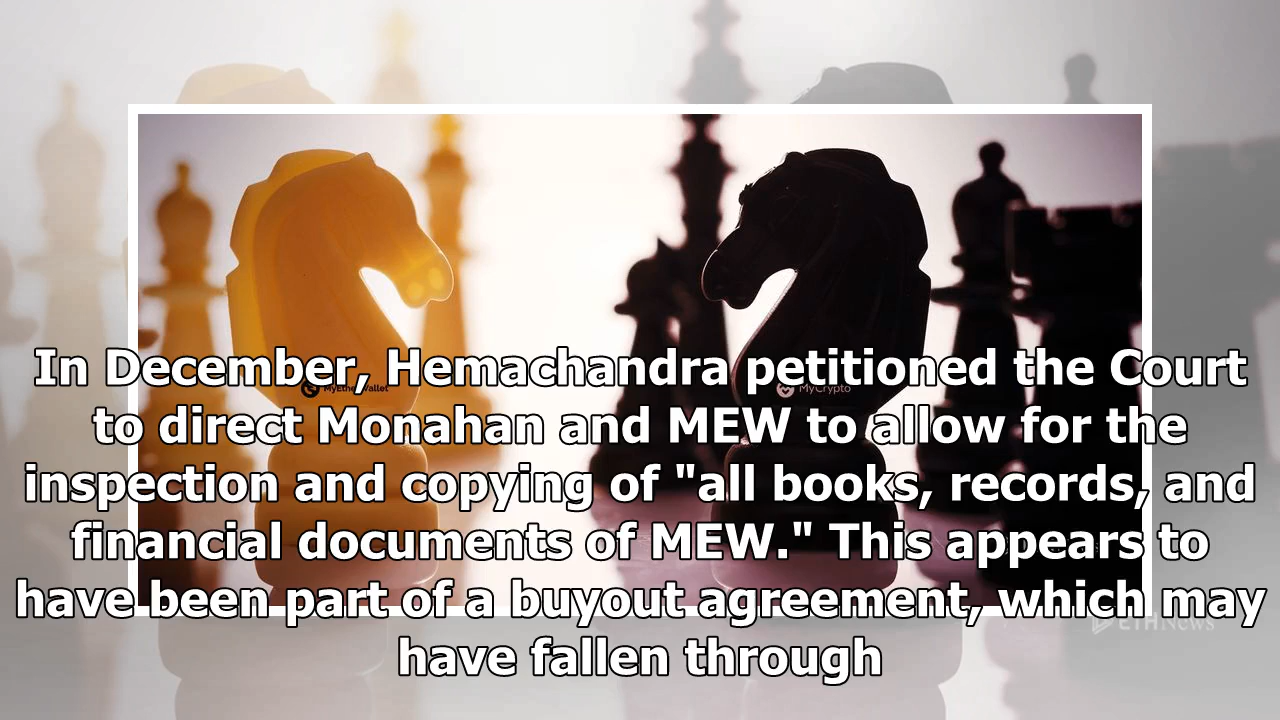 In December, Hemachandra petitioned the Court
to direct Monahan and MEW to allow for the
inspection and copying of "all books, records, and
financial documents of MEW." This appears to
have been part of a buyout agreement, which may
have fallen through
MyCrypto
ETHNews